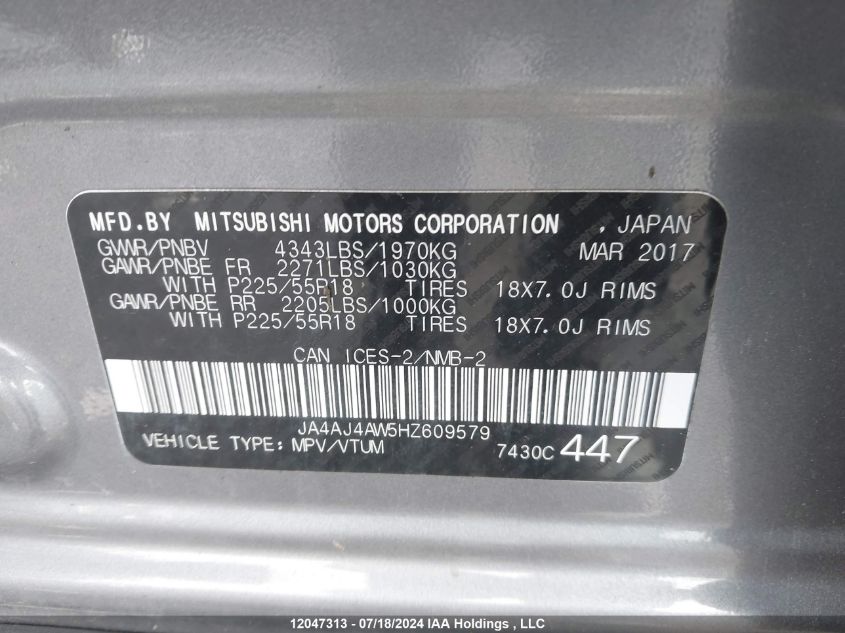 MFD.BY MITSUBISHI MOTORS CORPORATION , JAPAN
GVWR/PNBV 4343LBS/1970KG MAR 2017
GAWR/PNBE FR 2271LBS/1030KG
WITH P225/55R18 TIRES 18X7.0J RIMS
GAWR/PNBE RR 2205LBS/1000KG
WITH P225/55R18 TIRES 18X7.0J RIMS
CAN ICES-2/NMB-2
JA4AJ4AW5HZ609579
VEHICLE TYPE: MPV/VTUM 7430C 447
12047313 - 07/18/2024 IAA Holdings , LLC